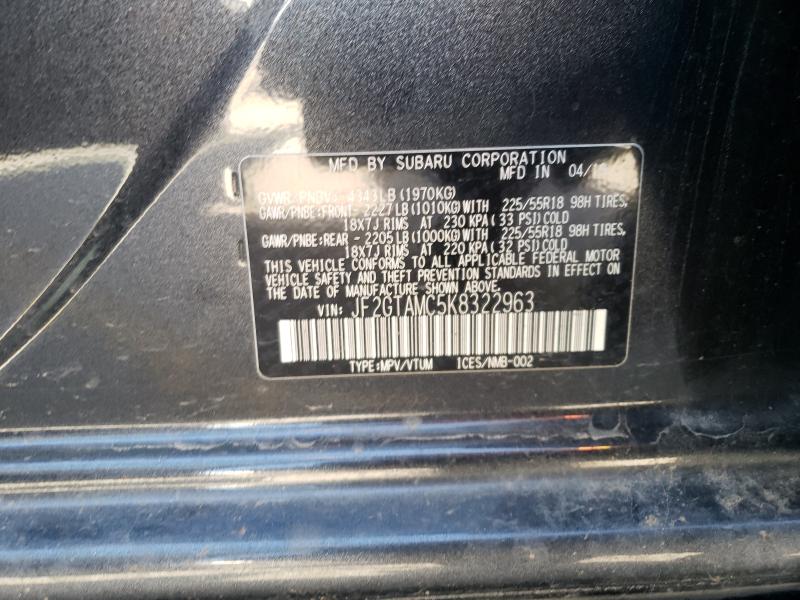 MFD BY SUBARU CORPORATION
MFD IN 04/
GVWR/PNBV: 4343LB(1970KG)
GAWR/PNBE:FRONT- 2227LB(1010KG)WITH 225/55R18 98H TIRES,
18X7J RIMS AT 230 KPA(33 PSI)COLD
GAWR/PNBE:REAR - 2205LB(1000KG)WITH 225/55R18 98H TIRES,
18X7J RIMS AT 220 KPA(32 PSI)COLD
THIS VEHICLE CONFORMS TO ALL APPLICABLE FEDERAL MOTOR
VEHICLE SAFETY AND THEFT PREVENTION STANDARDS IN EFFECT ON
THE DATE OF MANUFACTURE SHOWN ABOVE.
VIN: JF2GTAMC5K8322963
TYPE:MPV/VTUM ICES/NMB-002